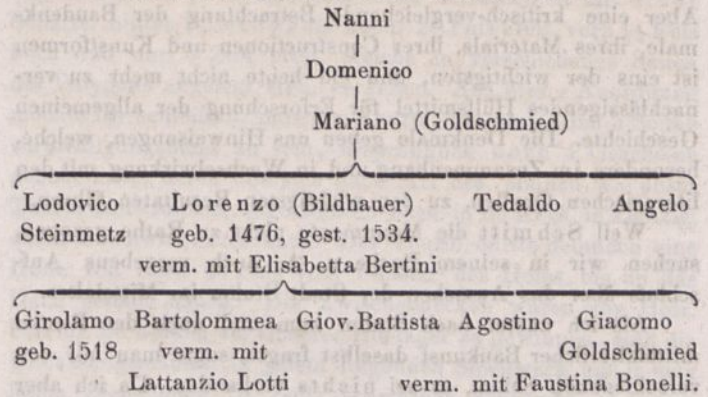 Nanni
Domenico
Mariano (Goldschmied)
Lodovico Lorenzo (Bildhauer) Tedaldo Angelo
Steinmetz geb. 1476, gest. 1534.
verm. mit Elisabetta Bertini
Girolamo Bartolommea Giov. Battista Agostino Giacomo
geb. 1518 verm. mit Goldschmied
Lattanzio Lotti verm. mit Faustina Bonelli.